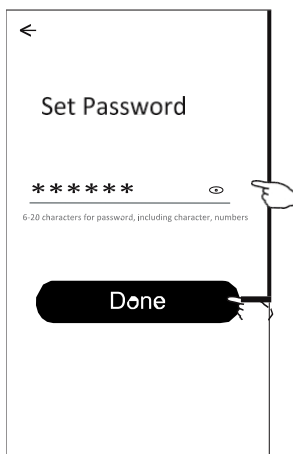 Set Password
******
6-20 characters for password, including character, numbers
Done